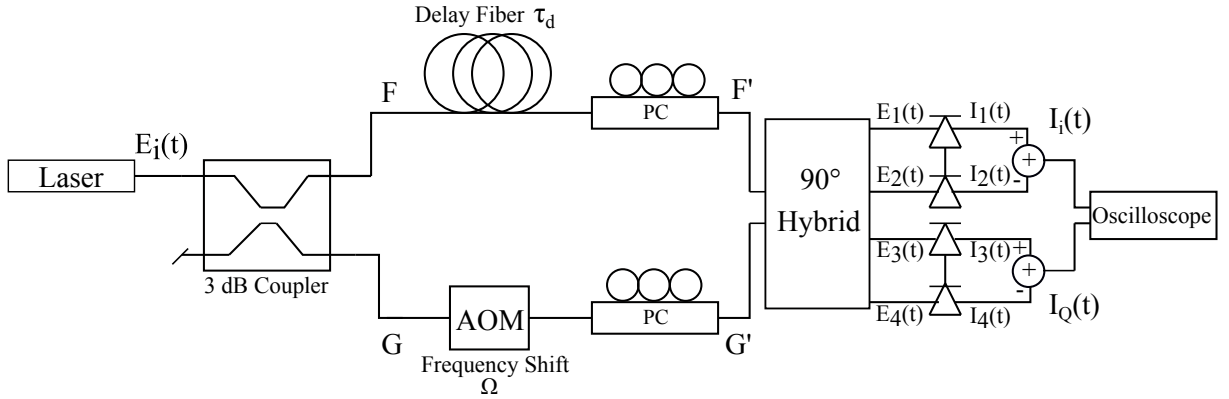 Delay Fiber τd
F
PC
F'
Ei(t)
Laser
3 dB Coupler
G
AOM
Frequency Shift
Ω
PC
G'
90°
Hybrid
E1(t)
I1(t)
E2(t)
I2(t)
E3(t)
I3(t)
E4(t)
I4(t)
+
-
+
Ii(t)
+
-
+
IQ(t)
Oscilloscope